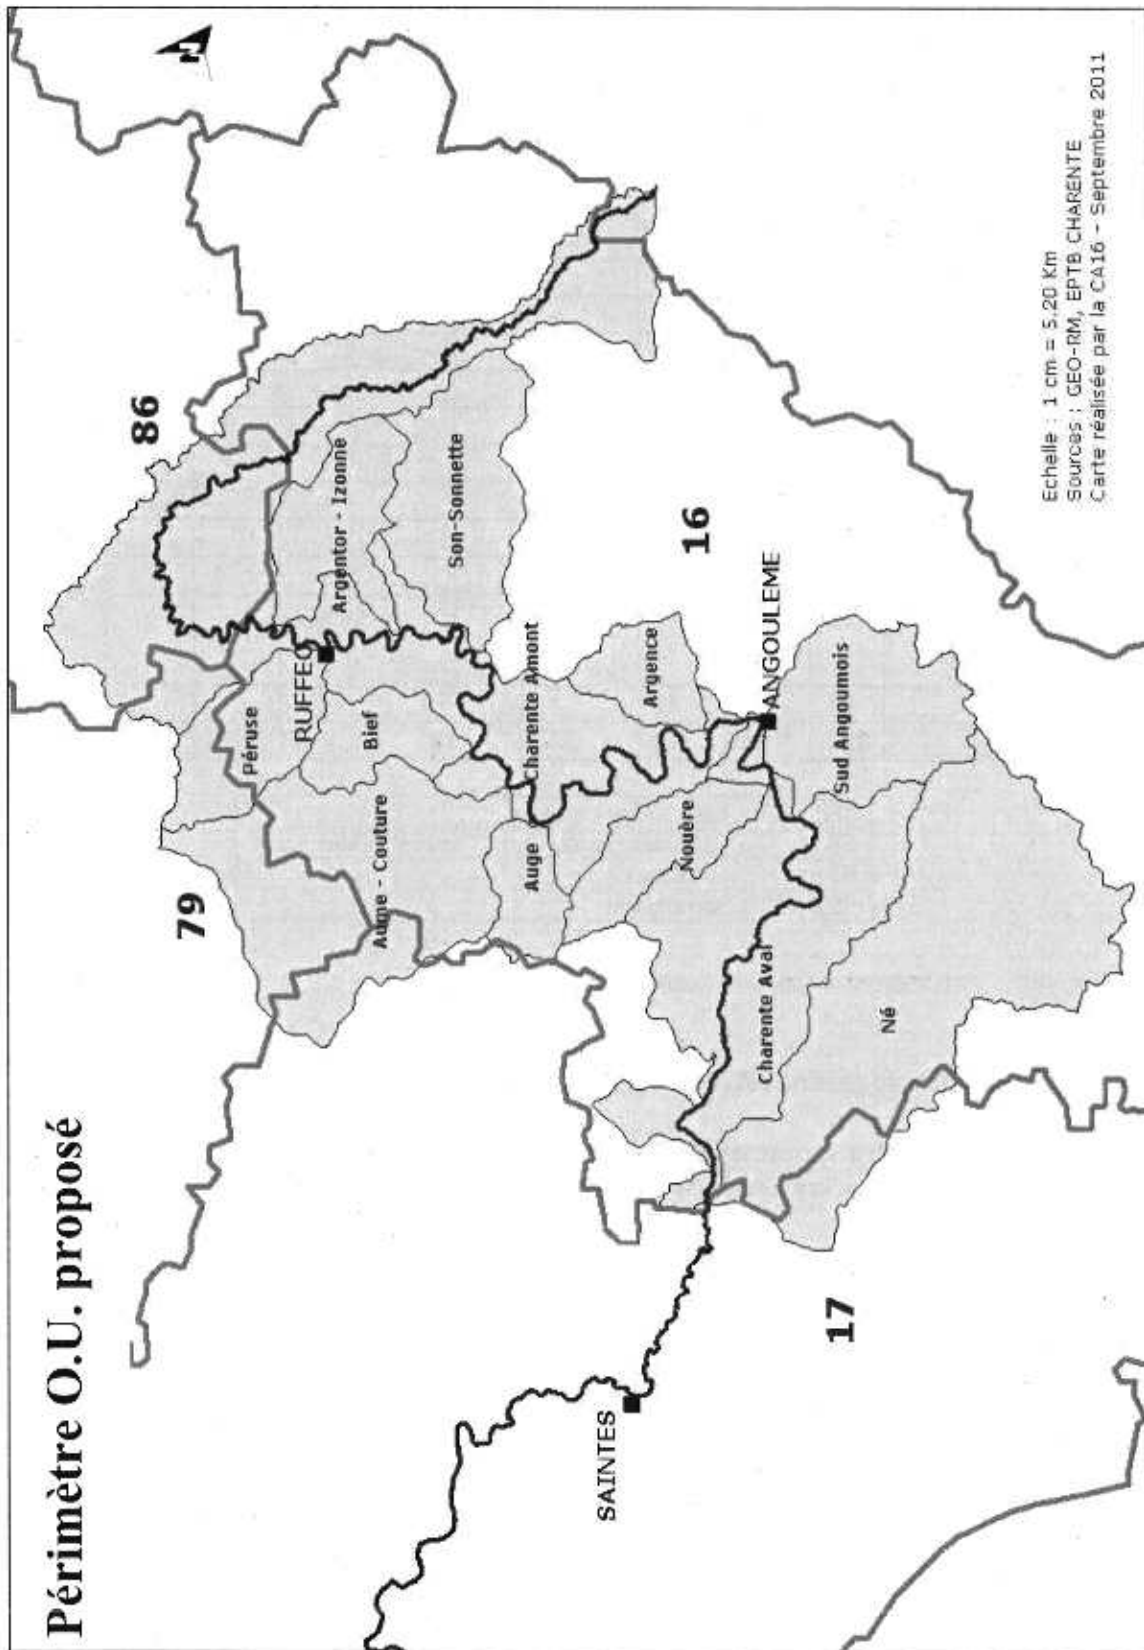 Périmètre O.U. proposé
N
86
79
Péruse
RUFFEC
Argentor - Izonne
Bief
Aume - Couture
Son-Sonnette
Charente Amont
Auge
Argence
16
Nouère
ANGOULEME
SAINTES
Charente Aval
Sud Angoumois
17
Né
Echelle : 1 cm = 5.20 Km
Sources : GEO-RM, EPTB CHARENTE
Carte réalisée par la CA16 - Septembre 2011